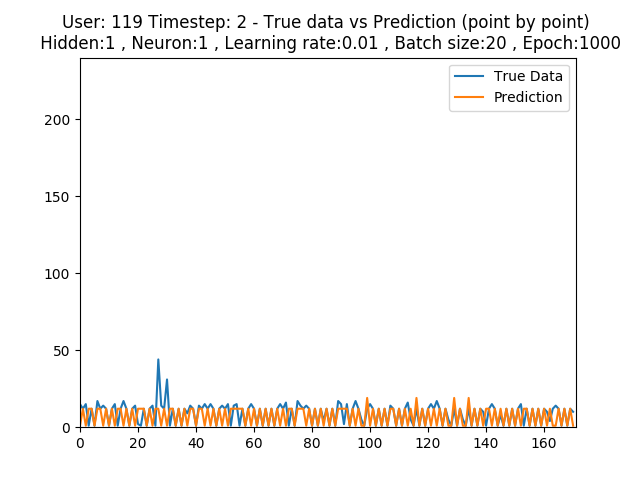 User: 119 Timestep: 2 - True data vs Prediction (point by point)
Hidden:1 , Neuron:1 , Learning rate:0.01 , Batch size:20 , Epoch:1000
True Data
Prediction
200
150
100
50
0
0 20 40 60 80 100 120 140 160